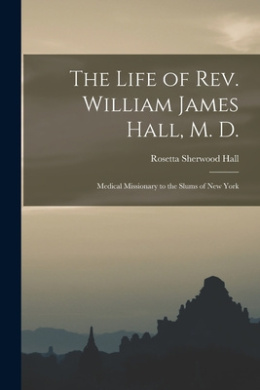 The Life of Rev.
William James
Hall, M. D.
Rosetta Sherwood Hall
Medical Missionary to the Slums of New York